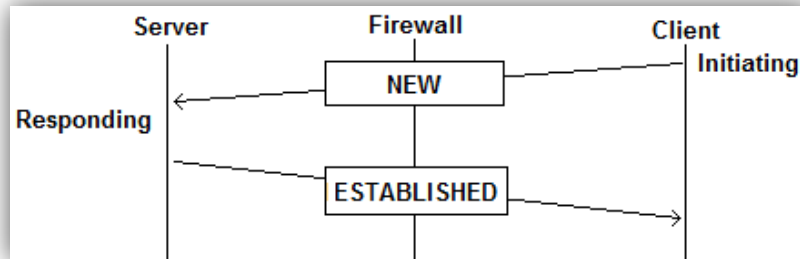 Server
Firewall
Client
Initiating
NEW
Responding
ESTABLISHED